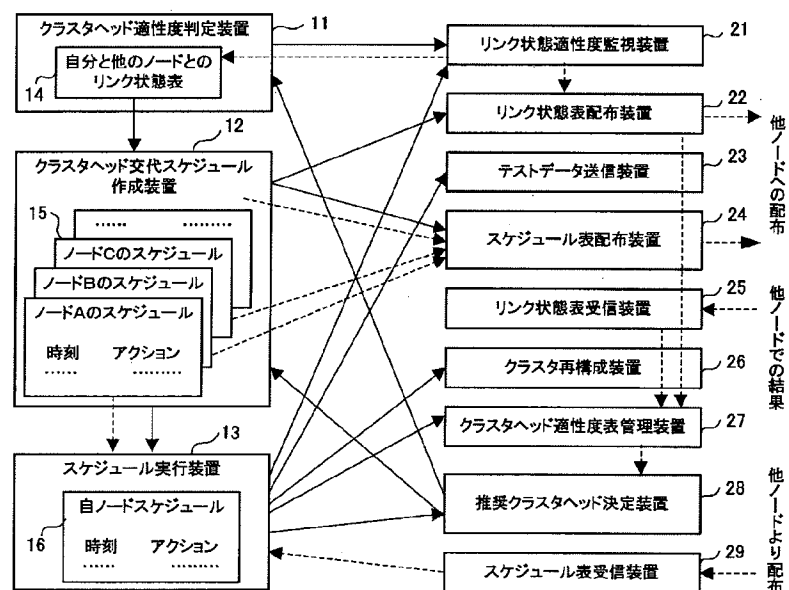 クラスタヘッド適性度判定装置
11
14
自分と他のノードとの
リンク状態表
12
クラスタヘッド交代スケジュール
作成装置
15
……　………
ノードCのスケジュール
ノードBのスケジュール
ノードAのスケジュール
時刻　アクション
……　………
13
スケジュール実行装置
16
自ノードスケジュール
時刻　アクション
……　………
リンク状態適性度監視装置
21
リンク状態表配布装置
22
テストデータ送信装置
23
スケジュール表配布装置
24
リンク状態表受信装置
25
クラスタ再構成装置
26
クラスタヘッド適性度表管理装置
27
推奨クラスタヘッド決定装置
28
スケジュール表受信装置
29
他ノードへの配布
他ノードでの結果
他ノードより配布